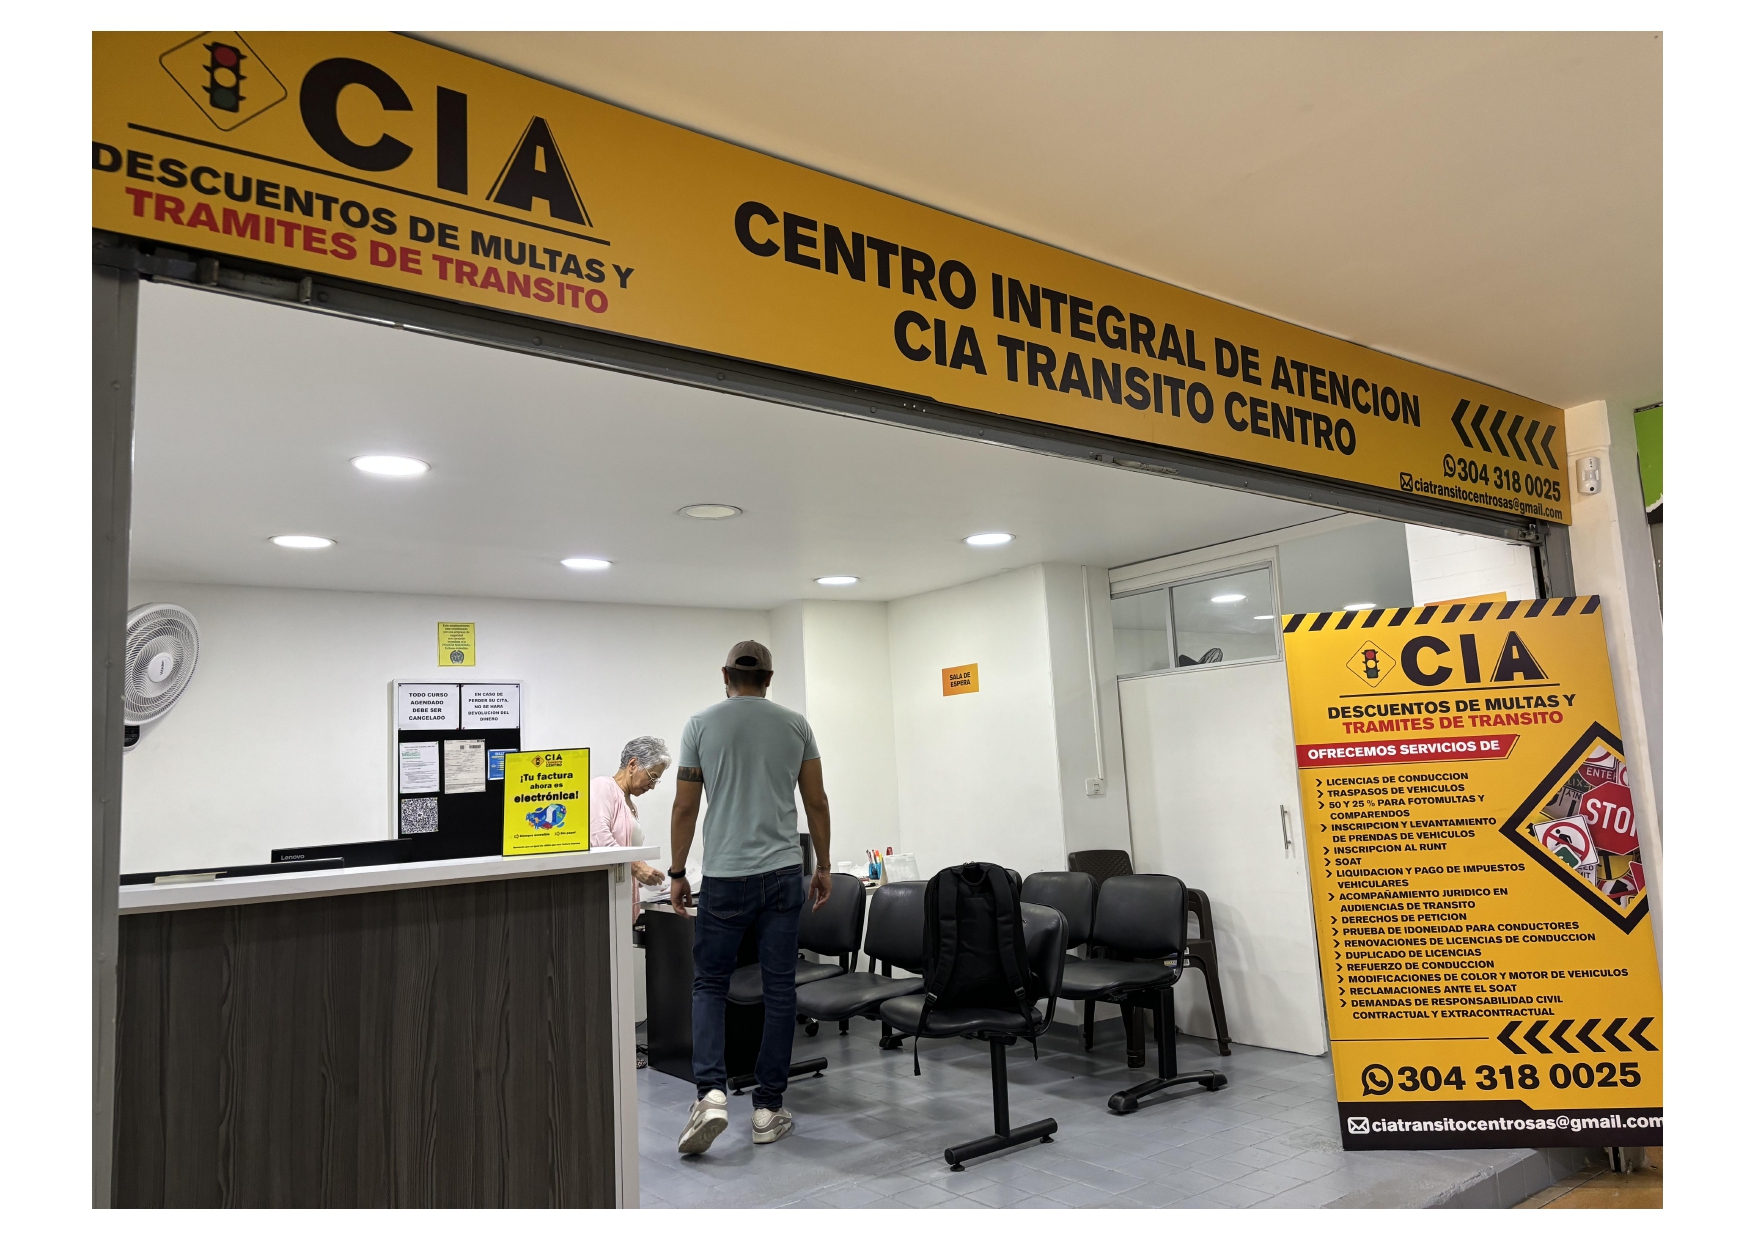 CIA
DESCUENTOS DE MULTAS Y
TRAMITES DE TRANSITO
CENTRO INTEGRAL DE ATENCION
CIA TRANSITO CENTRO
304 318 0025
ciatransitocentrosas@gmail.com
SALA DE
ESPERA
TODO CURSO
AGENDADO
DEBE SER
CANCELADO
EN CASO DE
PERDER SU CITA,
NO SE HARA
DEVOLUCION DEL
DINERO
CIA
¡Tu factura
ahora es
electrónica!
Lenovo
CIA
DESCUENTOS DE MULTAS Y
TRAMITES DE TRANSITO
OFRECEMOS SERVICIOS DE
LICENCIAS DE CONDUCCION
TRASPASOS DE VEHICULOS
50 Y 25 % PARA FOTOMULTAS Y
COMPARENDOS
INSCRIPCION Y LEVANTAMIENTO
DE PRENDAS DE VEHICULOS
INSCRIPCION AL RUNT
SOAT
LIQUIDACION Y PAGO DE IMPUESTOS
VEHICULARES
ACOMPAÑAMIENTO JURIDICO EN
AUDIENCIAS DE TRANSITO
DERECHOS DE PETICION
PRUEBA DE IDONEIDAD PARA CONDUCTORES
RENOVACIONES DE LICENCIAS DE CONDUCCION
DUPLICADO DE LICENCIAS
REFUERZO DE CONDUCCION
MODIFICACIONES DE COLOR Y MOTOR DE VEHICULOS
RECLAMACIONES ANTE EL SOAT
DEMANDAS DE RESPONSABILIDAD CIVIL
CONTRACTUAL Y EXTRACONTRACTUAL
304 318 0025
ciatransitocentrosas@gmail.com